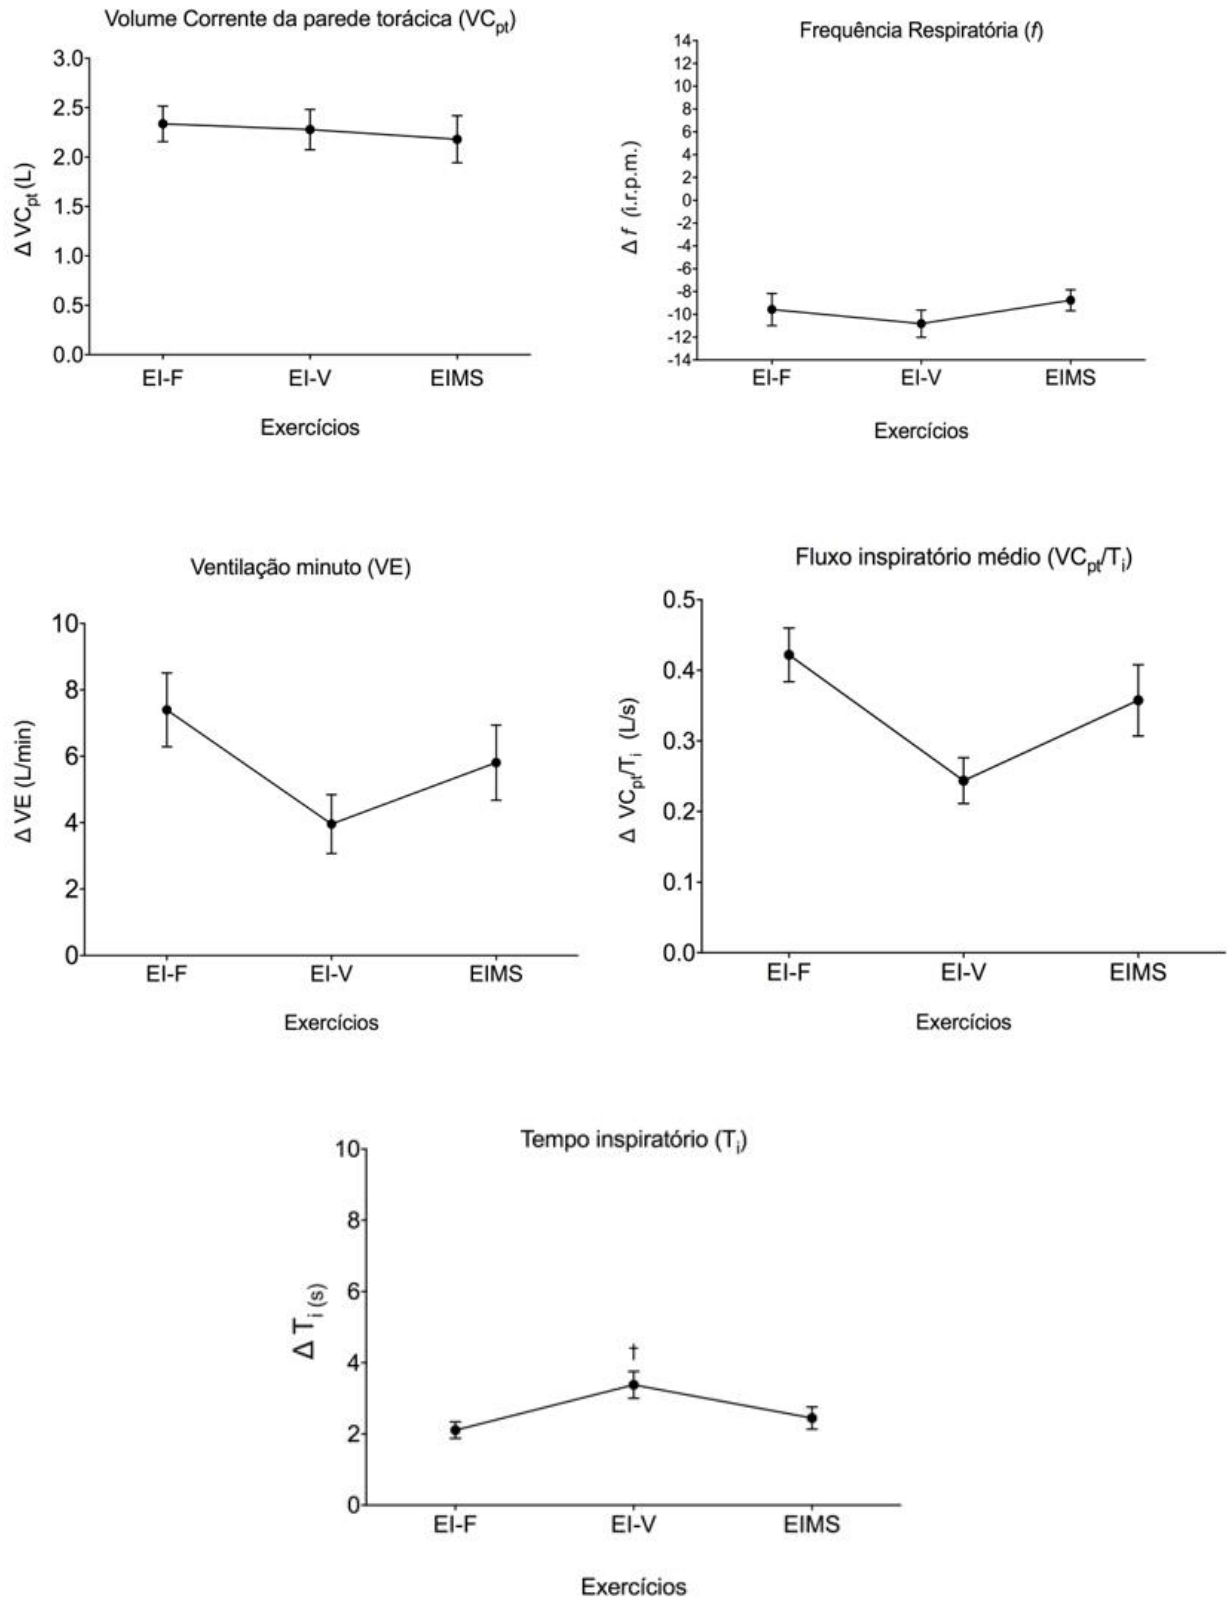 Volume Corrente da parede torácica (VCpt)
3.0
2.5
2.0
1.5
1.0
0.5
0.0
Δ VCpt (L)
EI-F EI-V EIMS
Exercícios
Frequência Respiratória (f)
14
12
10
8
6
4
2
0
-2
-4
-6
-8
-10
-12
-14
Δ f (i.r.p.m.)
EI-F EI-V EIMS
Exercícios
Ventilação minuto (VE)
10
8
6
4
2
0
Δ VE (L/min)
EI-F EI-V EIMS
Exercícios
Fluxo inspiratório médio (VCpt/Ti)
0.5
0.4
0.3
0.2
0.1
0.0
Δ VCpt/Ti (L/s)
EI-F EI-V EIMS
Exercícios
Tempo inspiratório (Ti)
10
8
6
4
2
0
Δ Ti (s)
†
EI-F EI-V EIMS
Exercícios